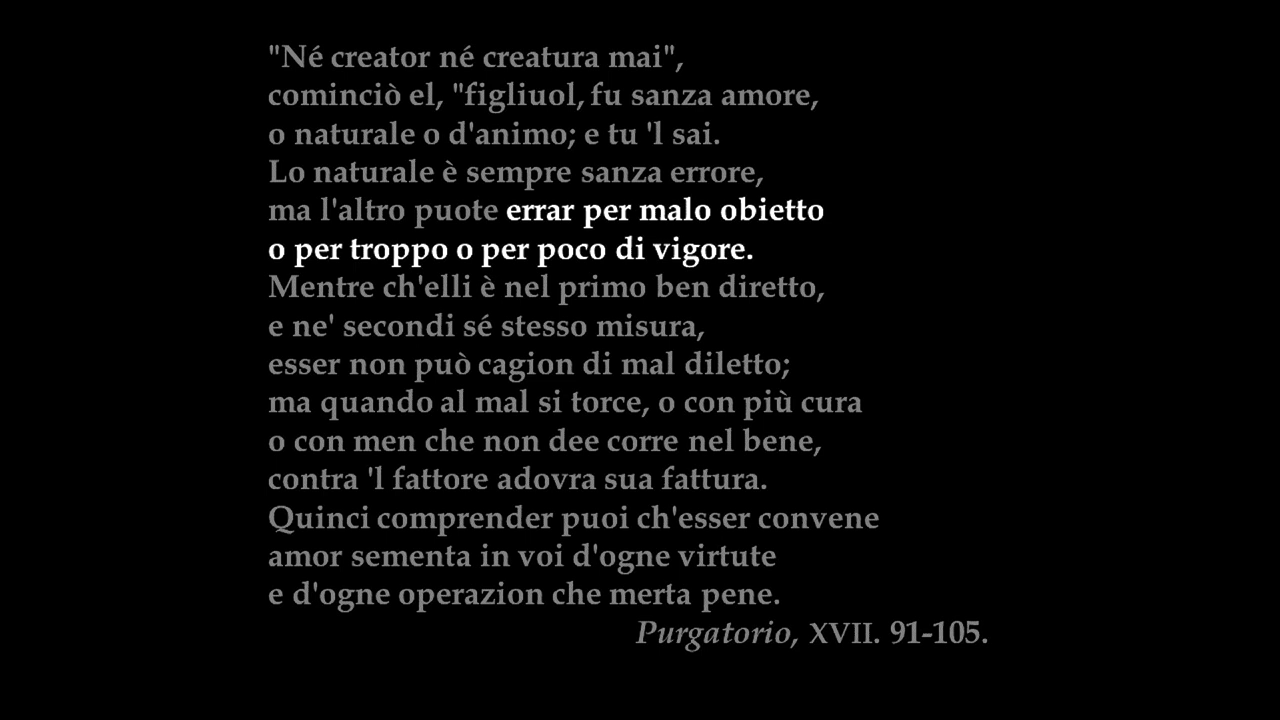 "Né creator né creatura mai",
cominciò el, "figliuol, fu sanza amore,
o naturale o d'animo; e tu 'l sai.
Lo naturale è sempre sanza errore,
ma l'altro puote errar per malo obietto
o per troppo o per poco di vigore.
Mentre ch'elli è nel primo ben diretto,
e ne' secondi sé stesso misura,
esser non può cagion di mal diletto;
ma quando al mal si torce, o con più cura
o con men che non dee corre nel bene,
contra 'l fattore adovra sua fattura.
Quinci comprender puoi ch'esser convene
amor sementa in voi d'ogne virtute
e d'ogne operazion che merta pene.
Purgatorio, XVII. 91-105.